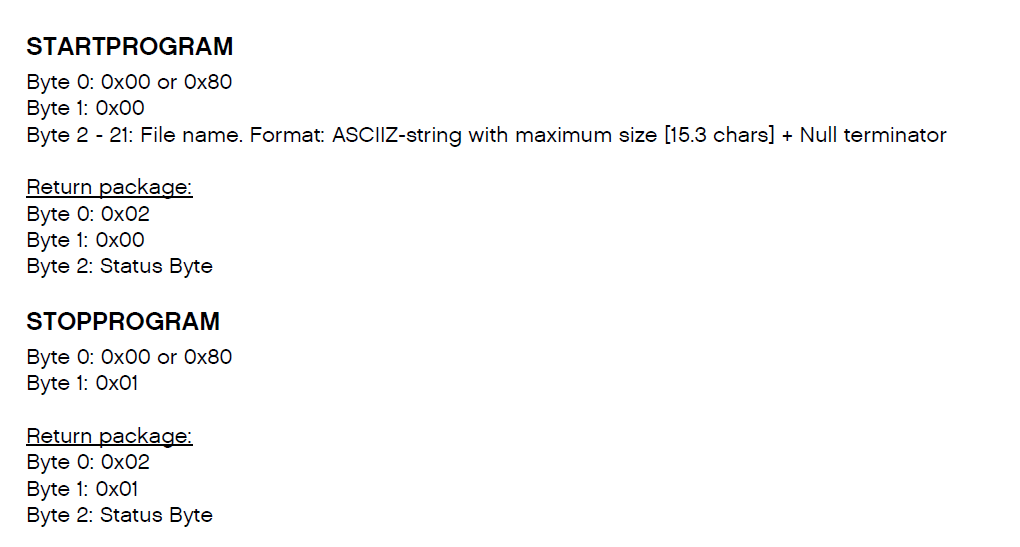 STARTPROGRAM
Byte 0: 0x00 or 0x80
Byte 1: 0x00
Byte 2 - 21: File name. Format: ASCIIZ-string with maximum size [15.3 chars] + Null terminator
Return package:
Byte 0: 0x02
Byte 1: 0x00
Byte 2: Status Byte
STOPPROGRAM
Byte 0: 0x00 or 0x80
Byte 1: 0x01
Return package:
Byte 0: 0x02
Byte 1: 0x01
Byte 2: Status Byte